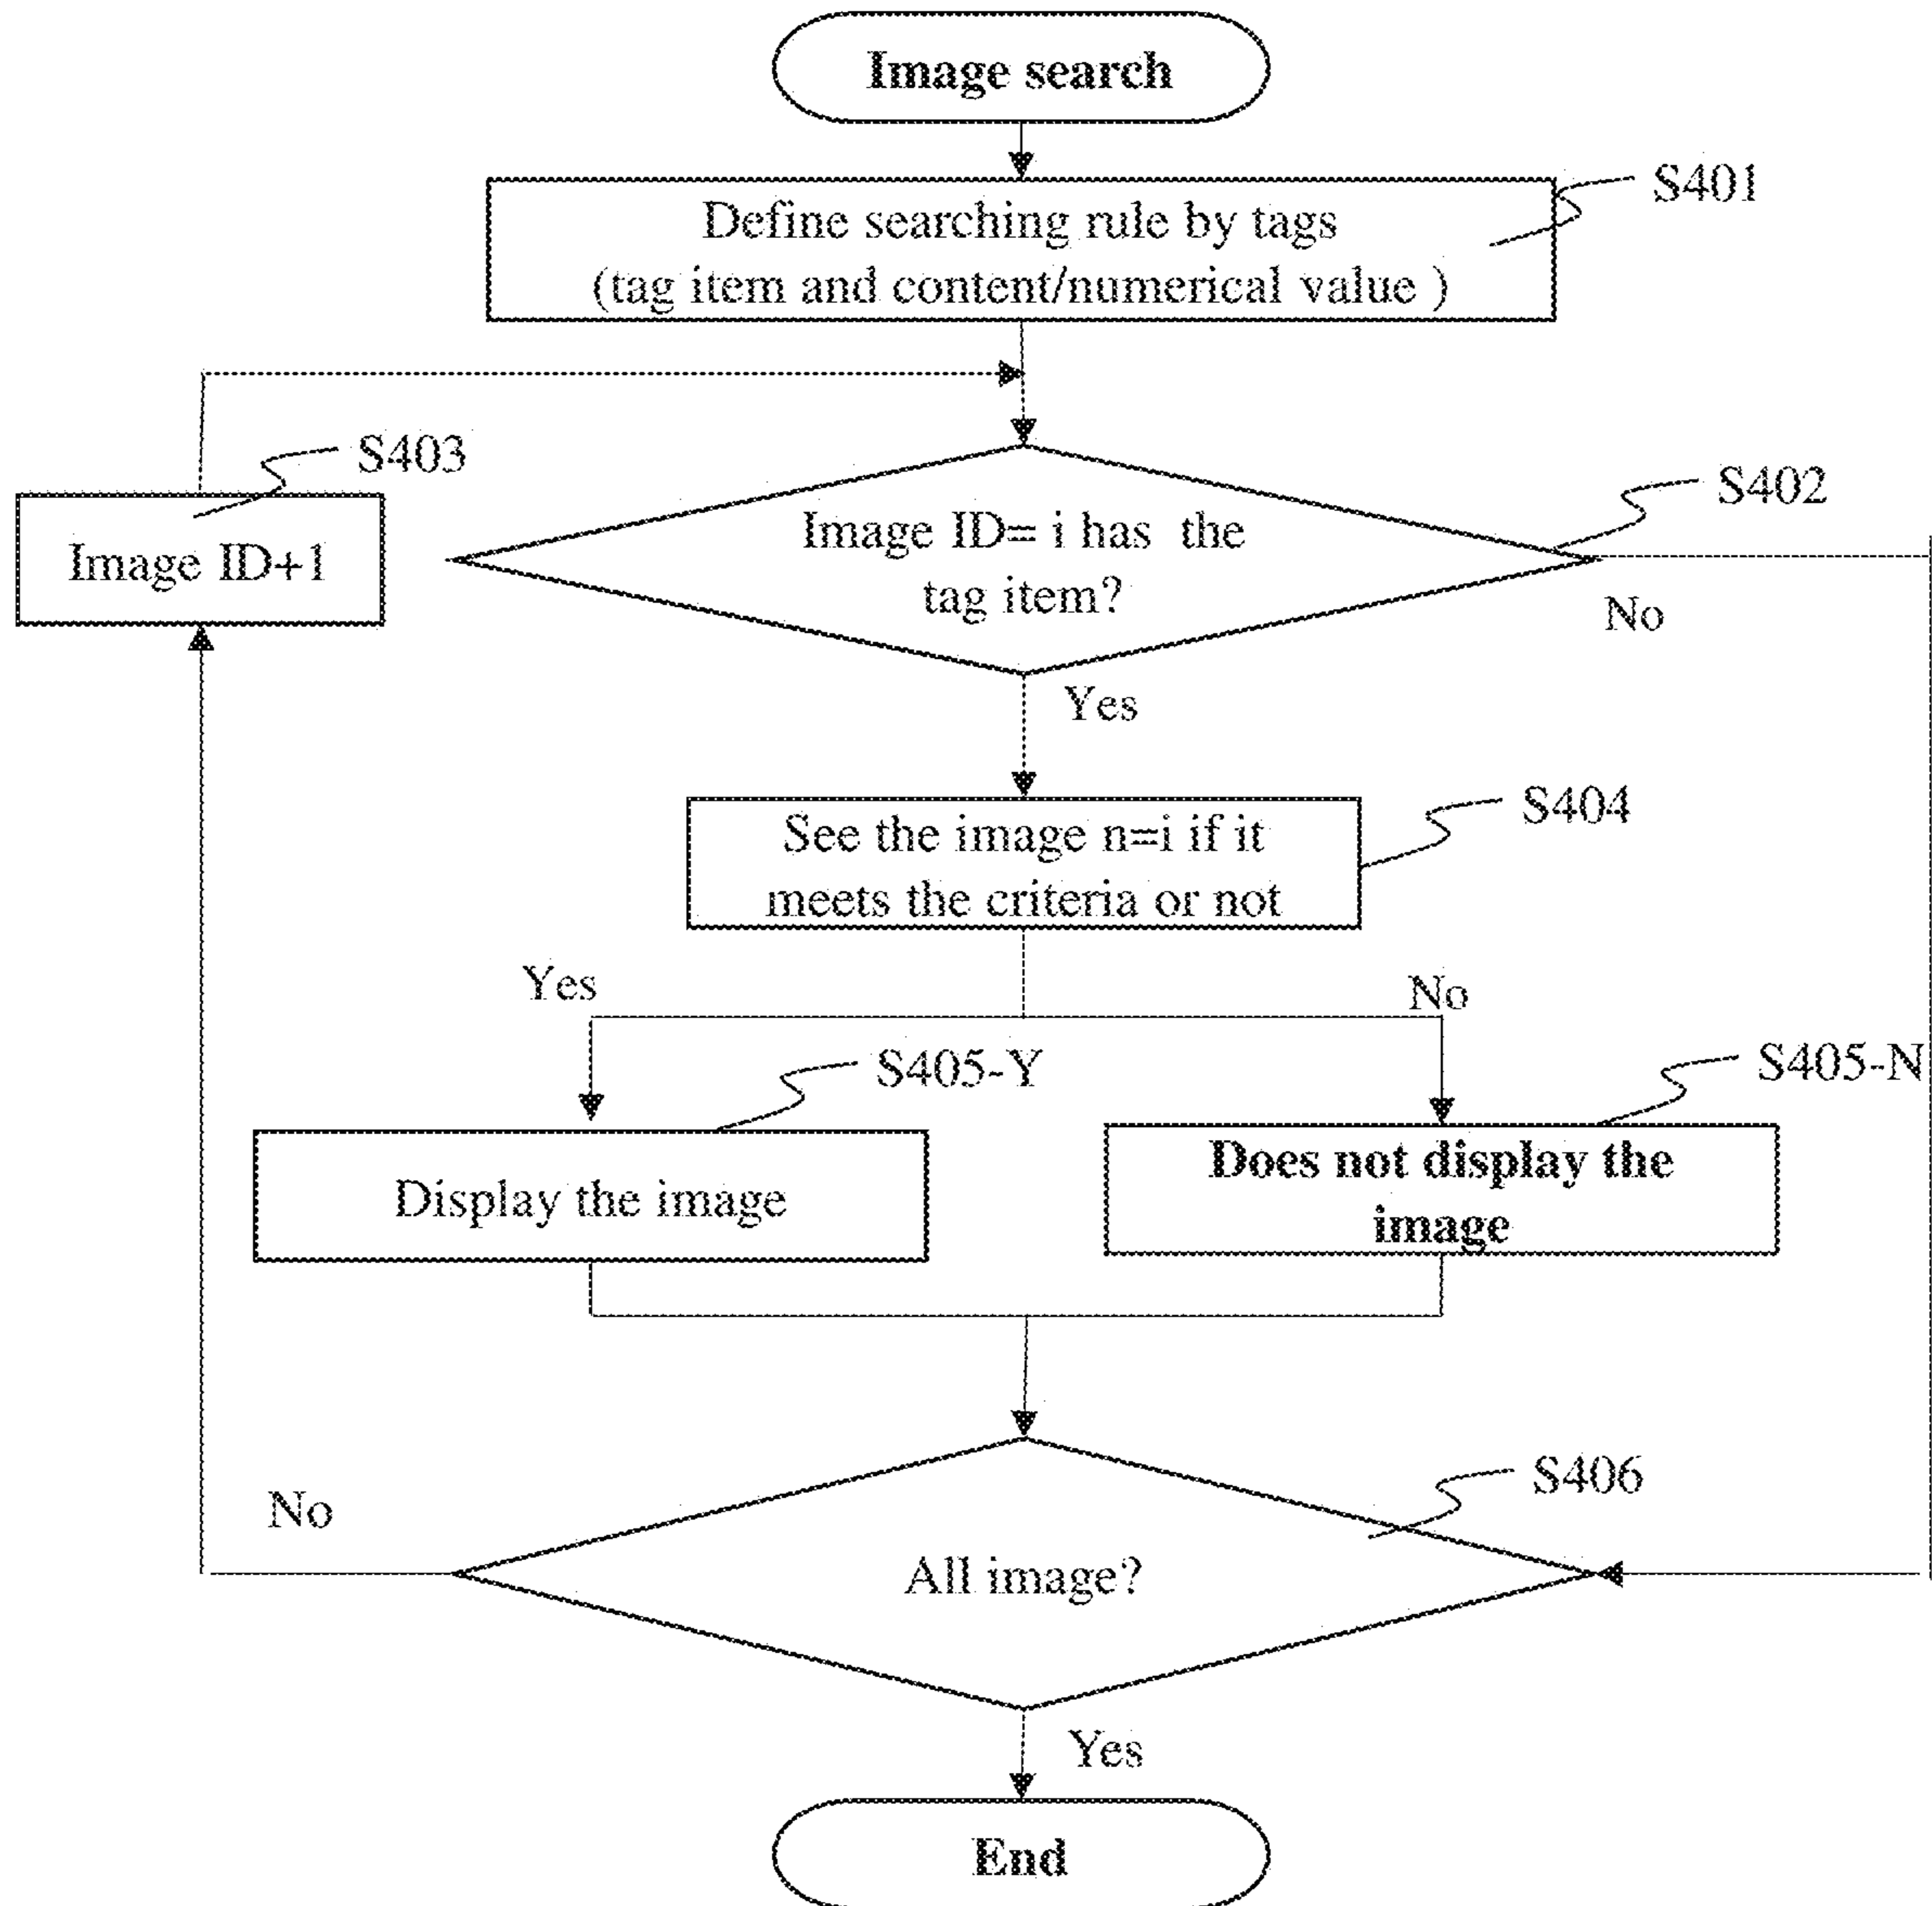 Image search
S401
Define searching rule by tags
(tag item and content/numerical value )
S403
Image ID+1
S402
Image ID= i has  the
tag item?
No
Yes
S404
See the image n=i if it
meets the criteria or not
Yes
No
S405-Y
S405-N
Display the image
Does not display the
image
S406
No
All image?
Yes
End